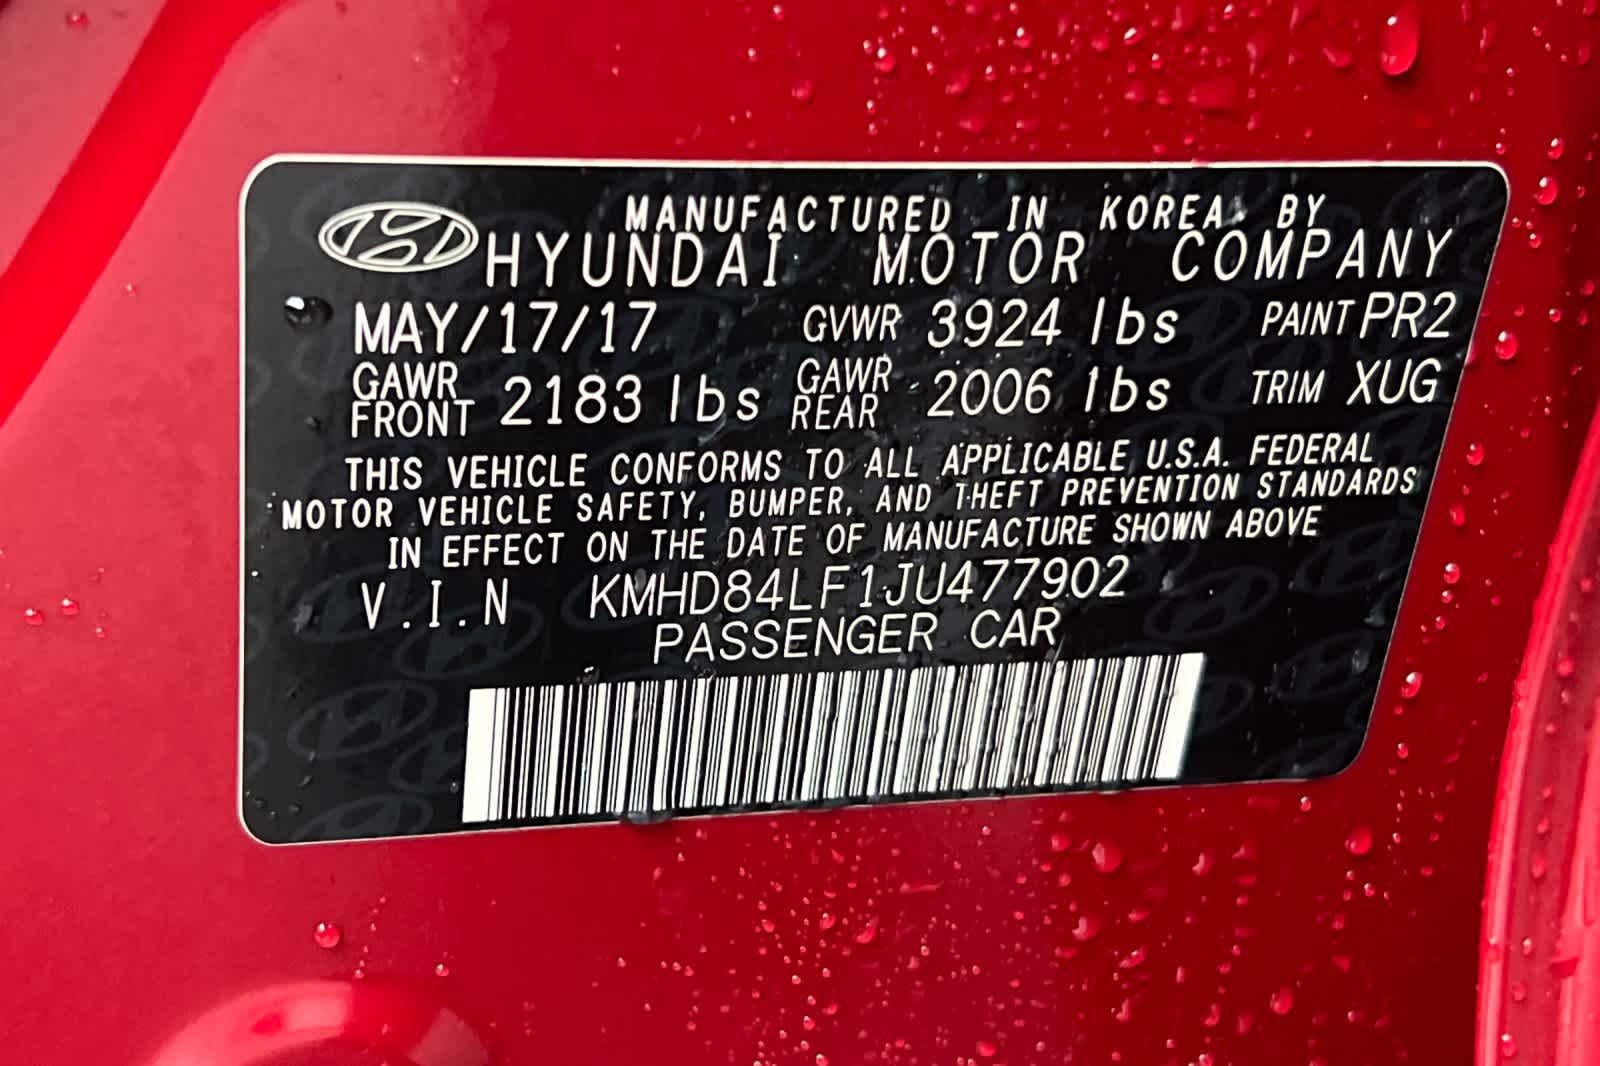 MANUFACTURED IN KOREA BY
HYUNDAI MOTOR COMPANY
MAY/17/17 GVWR 3924 lbs PAINT PR2
GAWR FRONT 2183 lbs GAWR REAR 2006 lbs TRIM XUG
THIS VEHICLE CONFORMS TO ALL APPLICABLE U.S.A. FEDERAL
MOTOR VEHICLE SAFETY, BUMPER, AND THEFT PREVENTION STANDARDS
IN EFFECT ON THE DATE OF MANUFACTURE SHOWN ABOVE
V.I.N KMHD84LF1JU477902
PASSENGER CAR